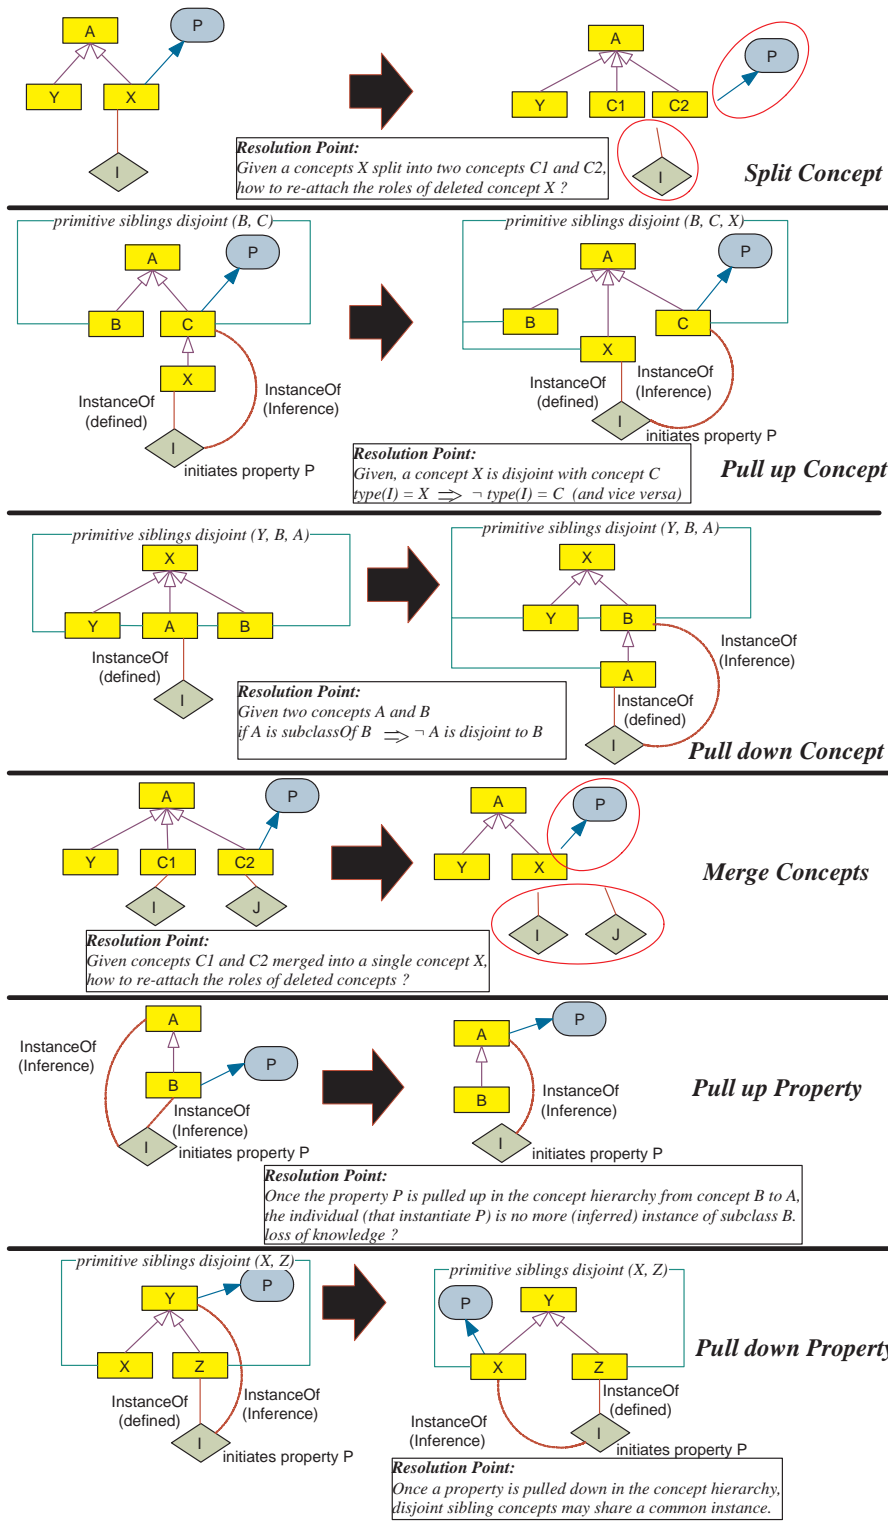 A
P
Y
X
I
A
P
Y
C1
C2
I
Resolution Point:
Given a concepts X split into two concepts C1 and C2,
how to re-attach the roles of deleted concept X ?
Split Concept
primitive siblings disjoint (B, C)
A
P
B
C
X
InstanceOf
(defined)
InstanceOf
(Inference)
I
initiates property P
primitive siblings disjoint (B, C, X)
A
P
B
C
X
InstanceOf
(defined)
InstanceOf
(Inference)
I
initiates property P
Resolution Point:
Given, a concept X is disjoint with concept C
type(I) = X ⇒ ¬ type(I) = C (and vice versa)
Pull up Concept
primitive siblings disjoint (Y, B, A)
X
Y
A
B
InstanceOf
(defined)
I
primitive siblings disjoint (Y, B, A)
X
Y
B
A
InstanceOf
(Inference)
InstanceOf
(defined)
I
Resolution Point:
Given two concepts A and B
if A is subclassOf B ⇒ ¬ A is disjoint to B
Pull down Concept
A
P
Y
C1
C2
I
J
A
P
Y
X
I
J
Merge Concepts
Resolution Point:
Given concepts C1 and C2 merged into a single concept X,
how to re-attach the roles of deleted concepts ?
A
InstanceOf
(Inference)
B
P
InstanceOf
(Inference)
I
initiates property P
A
P
B
InstanceOf
(Inference)
I
initiates property P
Pull up Property
Resolution Point:
Once the property P is pulled up in the concept hierarchy from concept B to A,
the individual (that instantiate P) is no more (inferred) instance of subclass B.
loss of knowledge ?
primitive siblings disjoint (X, Z)
Y
P
X
Z
InstanceOf
(defined)
InstanceOf
(Inference)
I
initiates property P
primitive siblings disjoint (X, Z)
P
Y
X
Z
InstanceOf
(Inference)
InstanceOf
(defined)
I
initiates property P
Pull down Property
Resolution Point:
Once a property is pulled down in the concept hierarchy,
disjoint sibling concepts may share a common instance.